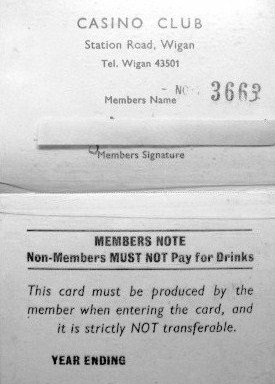 CASINO CLUB
Station Road, Wigan
Tel. Wigan 43501
No 3663
Members Name
Members Signature
MEMBERS NOTE
Non-Members MUST NOT Pay for Drinks
This card must be produced by the
member when entering the card, and
it is strictly NOT transferable.
YEAR ENDING